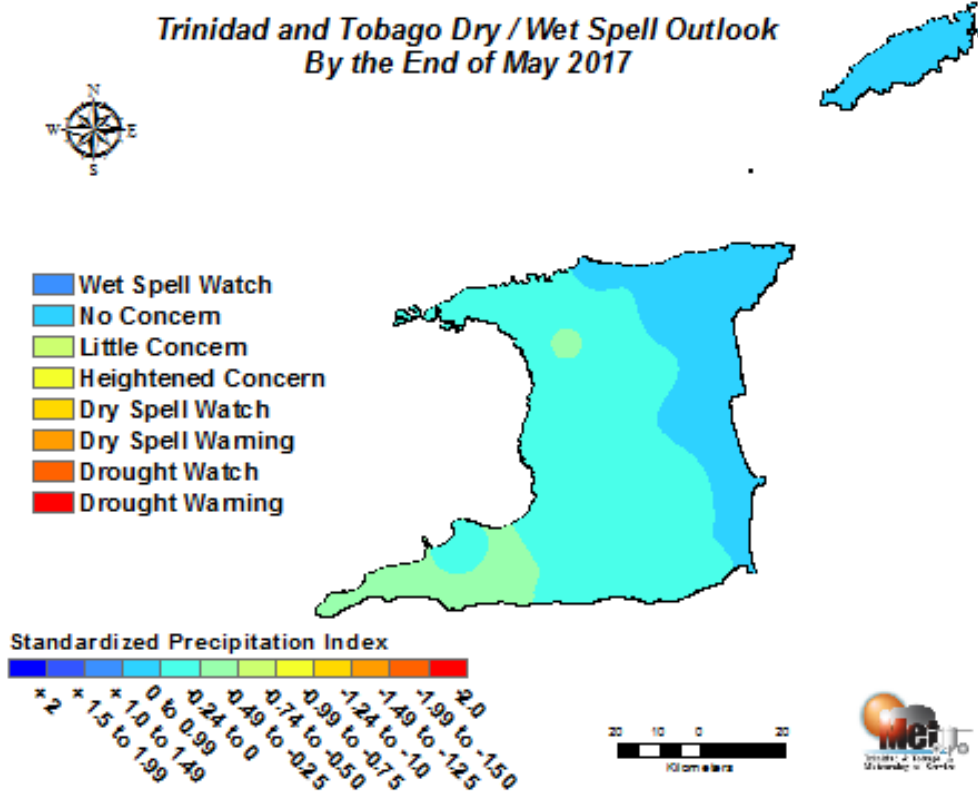 Trinidad and Tobago Dry / Wet Spell Outlook
By the End of May 2017
N
W E
S
Wet Spell Watch
No Concern
Little Concern
Heightened Concern
Dry Spell Watch
Dry Spell Warning
Drought Watch
Drought Warning
Standardized Precipitation Index
+ 2
+ 1.5 to 1.99
+ 1.0 to 1.49
0 to 0.99
-0.24 to 0
-0.49 to -0.25
-0.74 to -0.50
-0.99 to -0.75
-1.24 to -1.0
-1.49 to -1.25
-1.99 to -1.50
-2.0
20 10 0 20
Kilometers
Met
Trinidad & Tobago
Meteorological Service